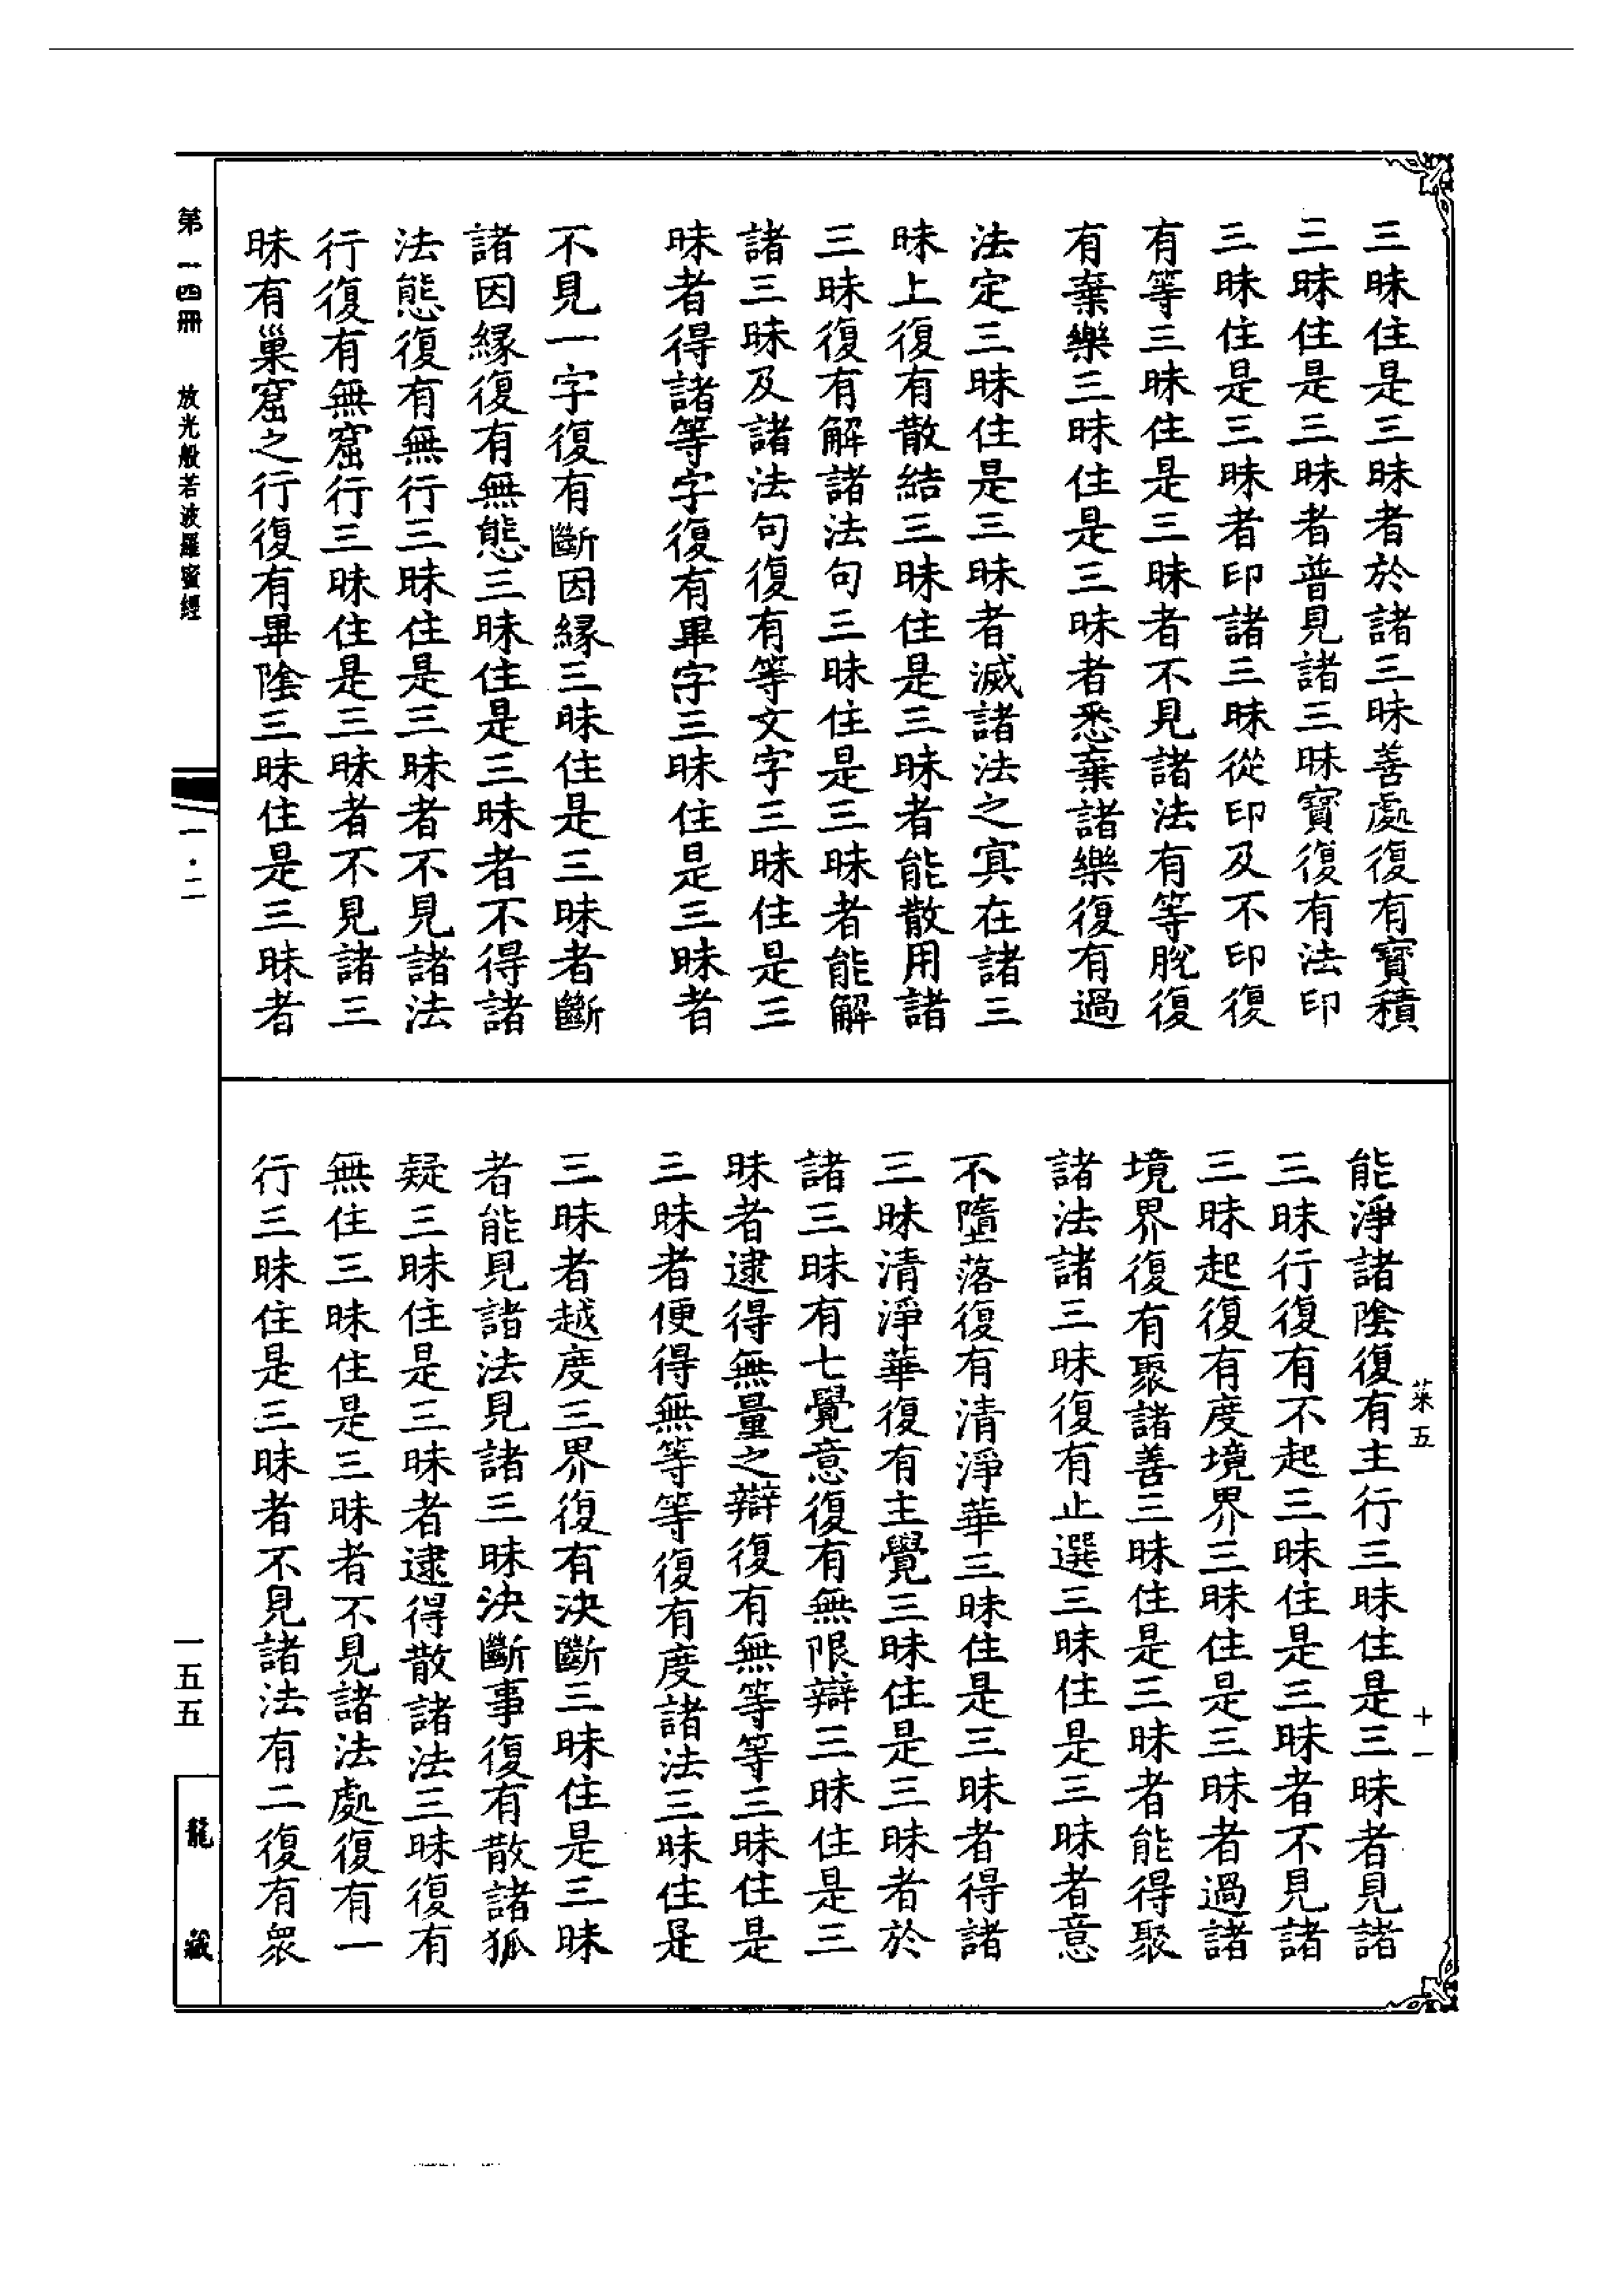 三昧住是三昧者於諸三昧善處復有寶積
三昧住是三昧者普見諸三昧寶復有法印
三昧住是三昧者印諸三昧從印及不印復
有等三昧住是三昧者不見諸法有等脫復
有棄樂三昧住是三昧者悉棄諸樂復有過
法定三昧住是三昧者滅諸法之冥在諸三
昧上復有散結三昧住是三昧者能散用諸
三昧復有解諸法句三昧住是三昧者能解
諸三昧及諸法句復有等文字三昧住是三
昧者得諸等字復有畢字三昧住是三昧者
不見一字復有斷因緣三昧住是三昧者斷
諸因緣復有無態三昧住是三昧者不得諸
法態復有無行三昧住是三昧者不見諸法
行復有無窟行三昧住是三昧者不見諸三
昧有巢窟之行復有畢陰三昧住是三昧者
能淨諸陰復有主行三昧住是三昧者見諸
三昧行復有不起三昧住是三昧者不見諸
三昧起復有度境界三昧住是三昧者過諸
境界復有聚諸善三昧住是三昧者能得聚
諸法諸三昧復有止選三昧住是三昧者意
不墮落復有清淨華三昧住是三昧者得諸
三昧清淨華復有主覺三昧住是三昧者於
諸三昧有七覺意復有無限辯三昧住是三
昧者逮得無量之辯復有無等等三昧住是
三昧者便得無等等復有度諸法三昧住是
三昧者越度三界復有決斷三昧住是三昧
者能見諸法見諸三昧決斷事復有散諸狐
疑三昧住是三昧者逮得散諸法三昧復有
無住三昧住是三昧者不見諸法處復有一
行三昧住是三昧者不見諸法有二復有眾
第一四冊 放光般若波羅蜜經
一·二
一五五
龍藏
菜五
十一